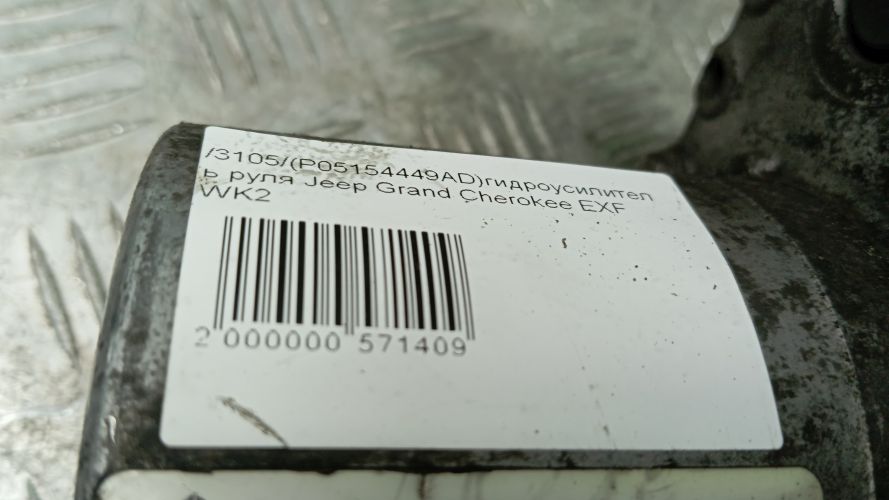 /3105/(P05154449AD)гидроусилител
ь руля Jeep Grand Cherokee EXF
WK2
2 000000 571409